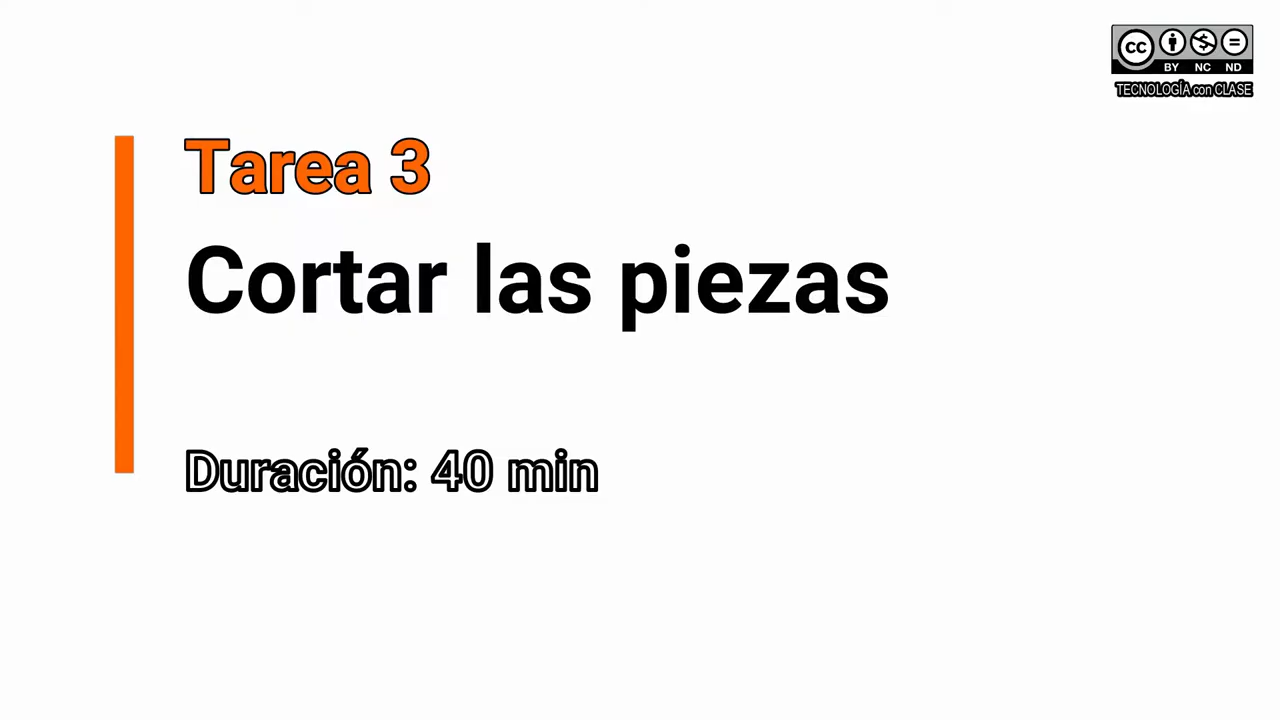 Tarea 3
Cortar las piezas
Duración: 40 min
CC BY NC ND
TECNOLOGÍA con CLASE